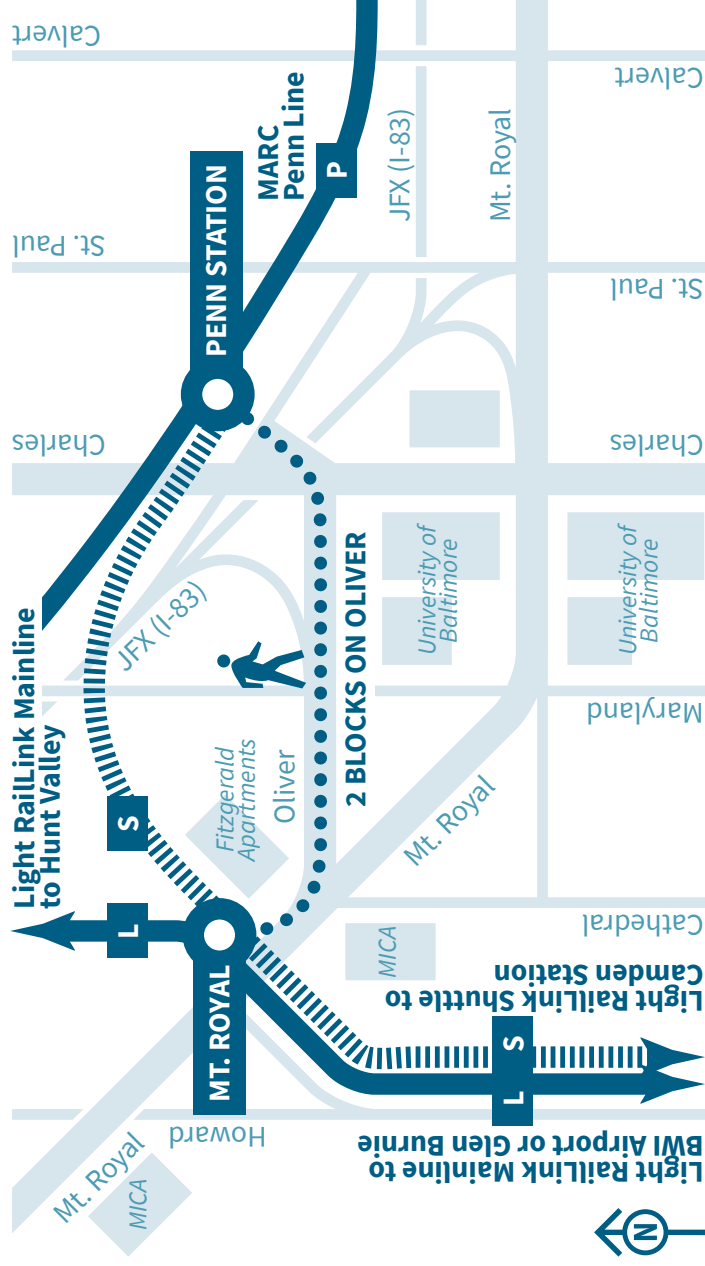 Calvert
Calvert
MARC
Penn Line
P
JFX (I-83)
Mt. Royal
PENN STATION
St. Paul
St. Paul
Charles
Charles
Light RailLink Mainline
to Hunt Valley
JFX (I-83)
2 BLOCKS ON OLIVER
University of
Baltimore
University of
Baltimore
Maryland
S
Fitzgerald
Apartments
Oliver
Mt. Royal
L
MT. ROYAL
MICA
Cathedral
Light RailLink Shuttle to
Camden Station
L S
Howard
Light RailLink Mainline to
BWI Airport or Glen Burnie
Mt. Royal
MICA
N